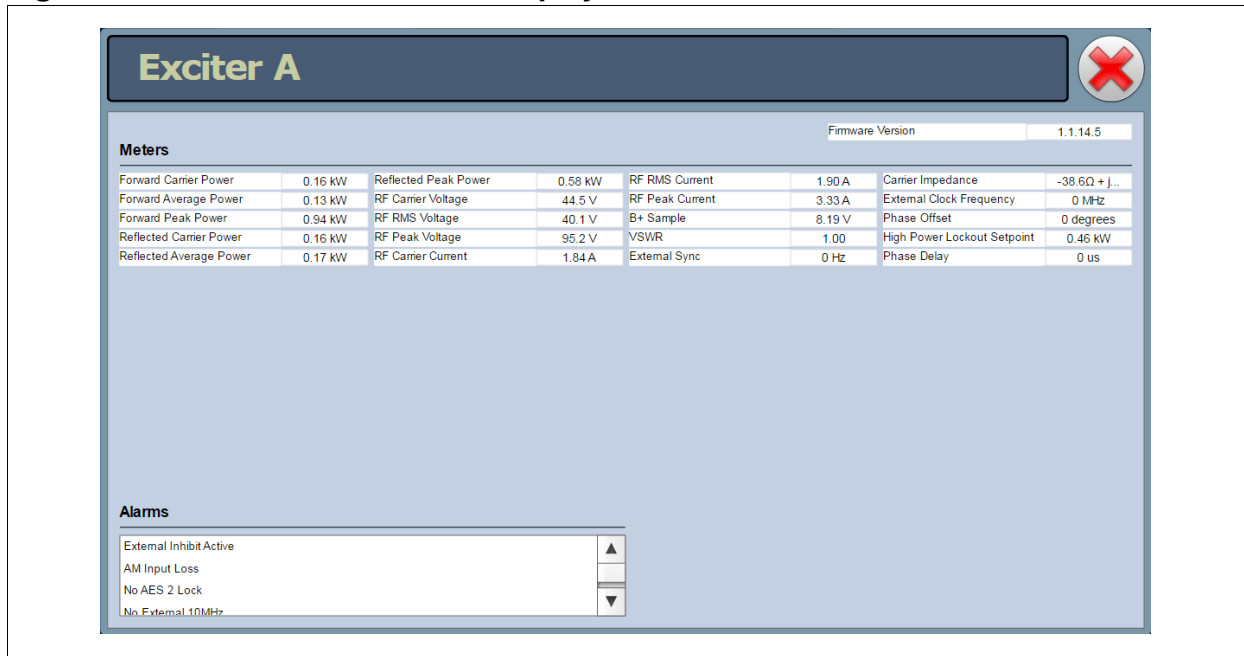 Exciter A
Firmware Version 1.1.14.5
Meters
Forward Carrier Power 0.16 kW Reflected Peak Power 0.58 kW RF RMS Current 1.90 A Carrier Impedance -38.6Ω + j...
Forward Average Power 0.13 kW RF Carrier Voltage 44.5 V RF Peak Current 3.33 A External Clock Frequency 0 MHz
Forward Peak Power 0.94 kW RF RMS Voltage 40.1 V B+ Sample 8.19 V Phase Offset 0 degrees
Reflected Carrier Power 0.16 kW RF Peak Voltage 95.2 V VSWR 1.00 High Power Lockout Setpoint 0.46 kW
Reflected Average Power 0.17 kW RF Carrier Current 1.84 A External Sync 0 Hz Phase Delay 0 us
Alarms
External Inhibit Active
AM Input Loss
No AES 2 Lock
No External 10MHz